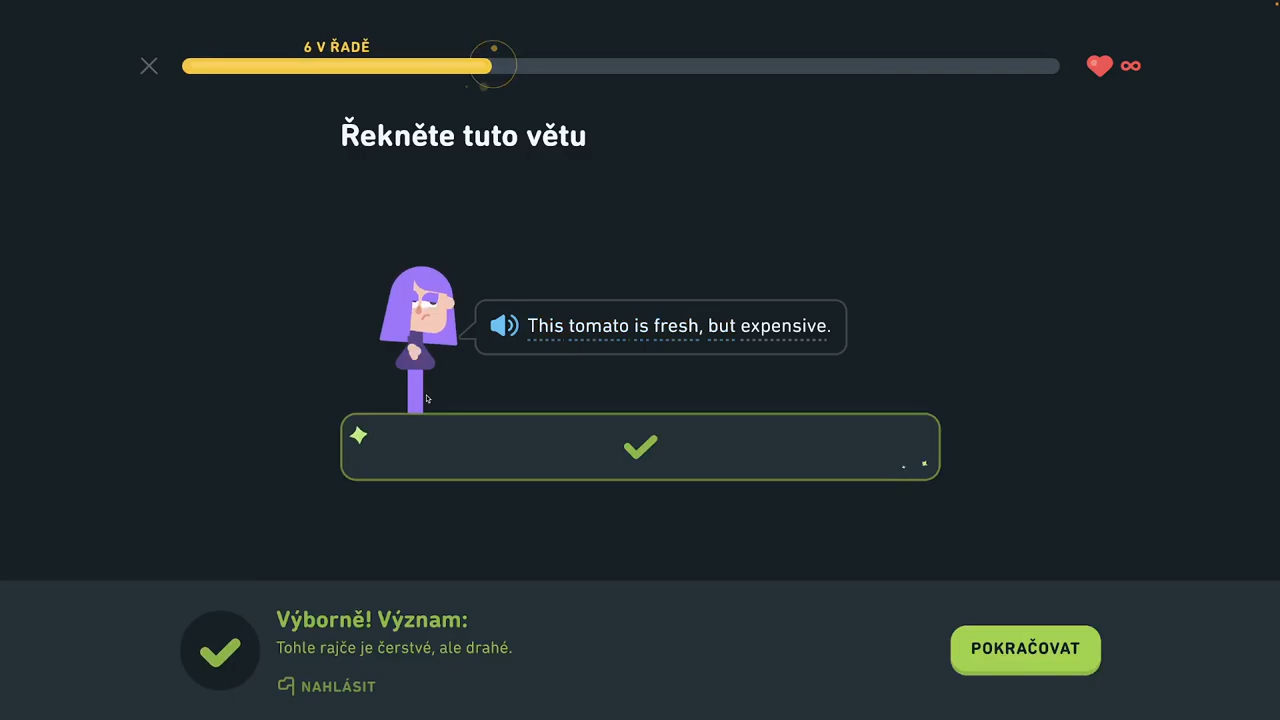 6 V ŘADĚ
Řekněte tuto větu
This tomato is fresh, but expensive.
Výborně! Význam:
Tohle rajče je čerstvé, ale drahé.
NAHLÁSIT
POKRAČOVAT